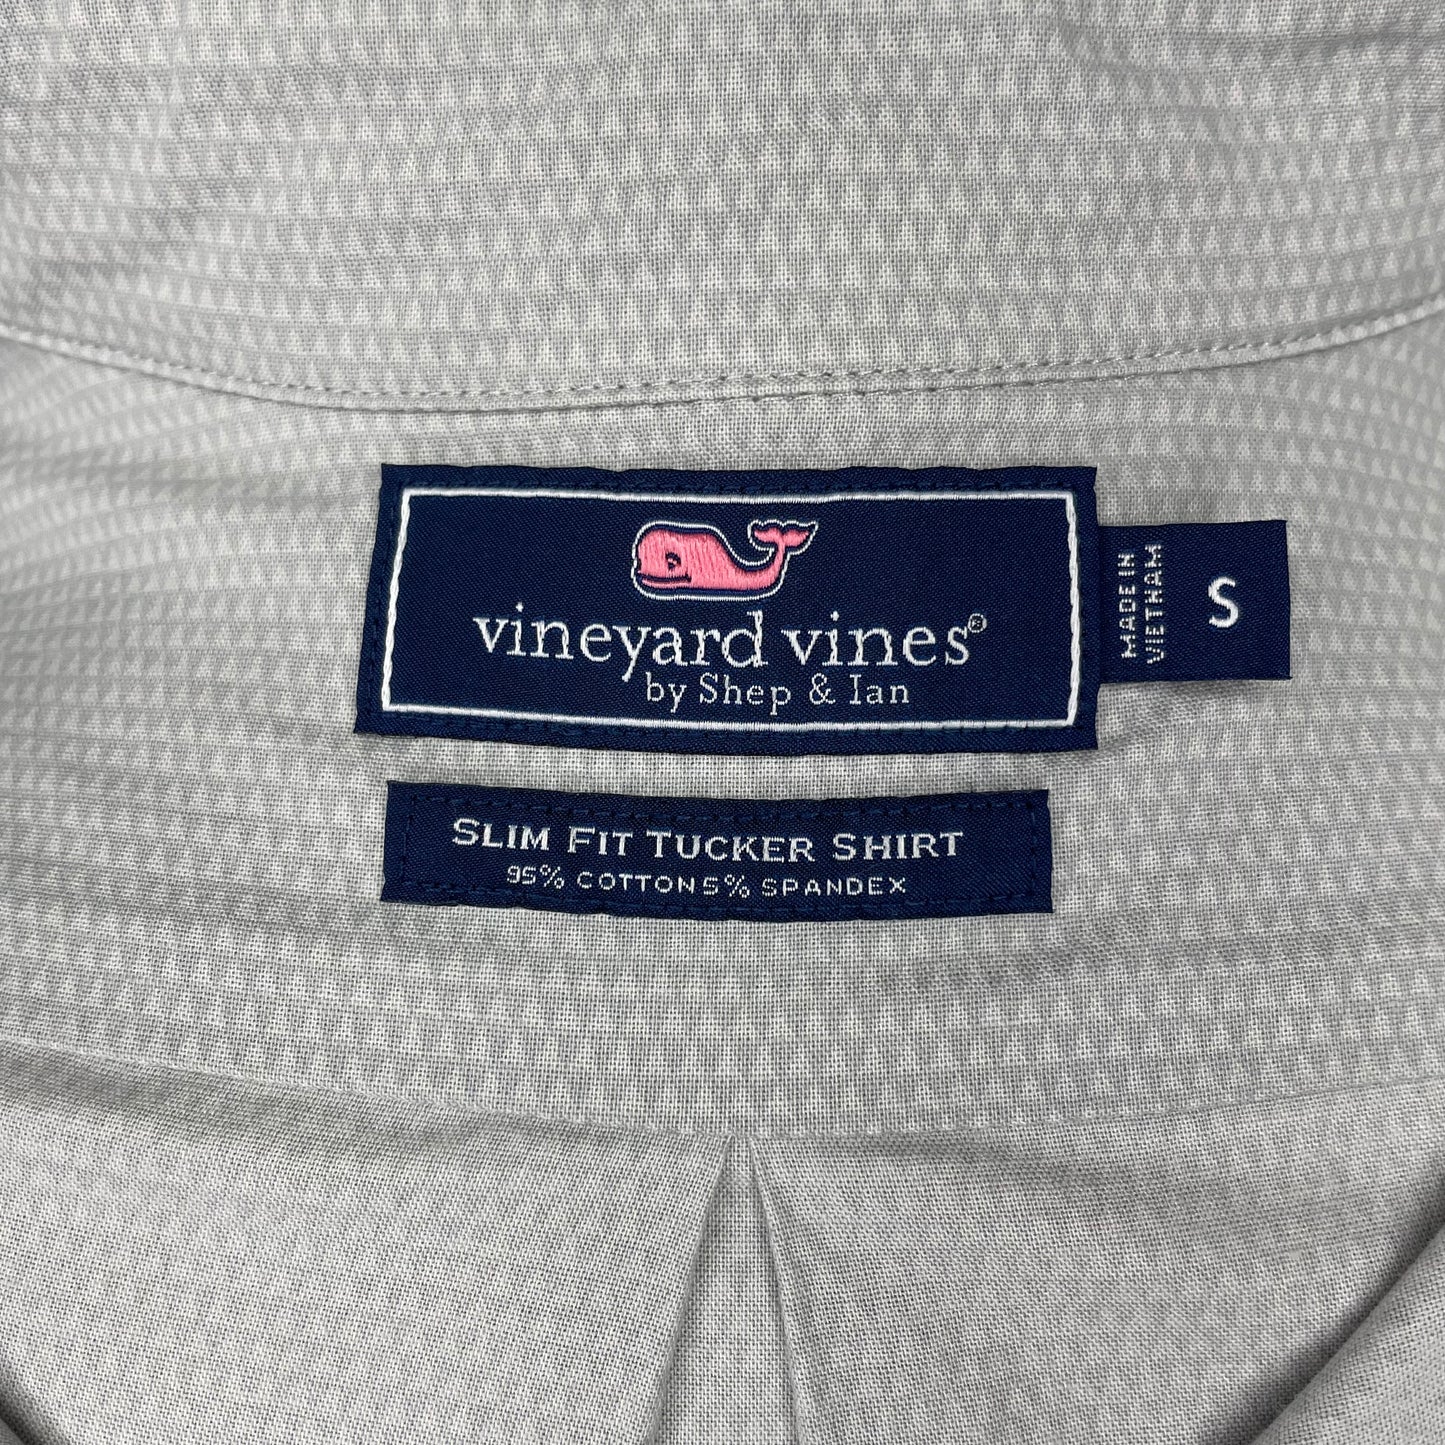 vineyard vines®
by Shep & Ian
MADE IN
VIETNAM
S
SLIM FIT TUCKER SHIRT
95% COTTON 5% SPANDEX